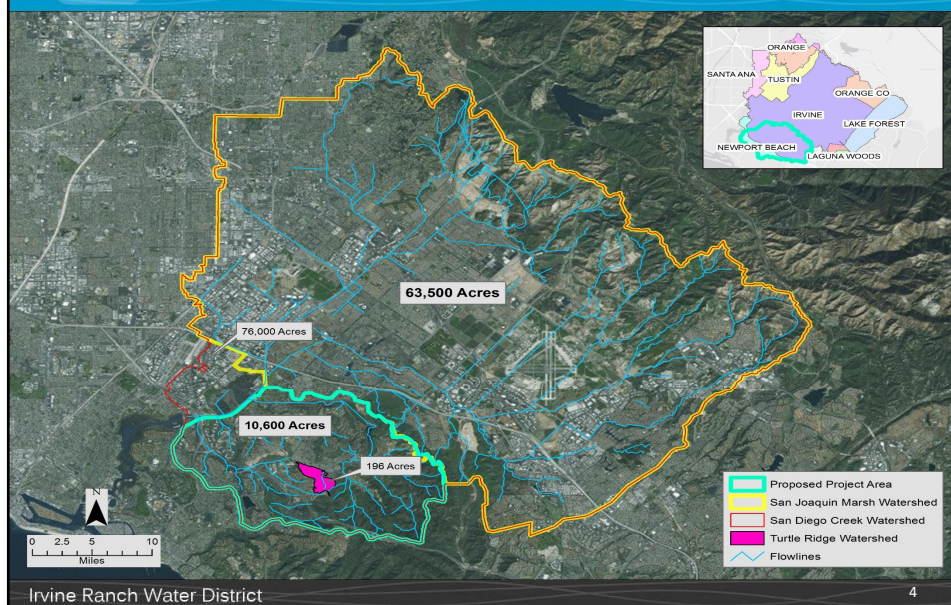 ORANGE
SANTA ANA
TUSTIN
ORANGE CO
IRVINE
LAKE FOREST
NEWPORT BEACH
LAGUNA WOODS
63,500 Acres
76,000 Acres
10,600 Acres
196 Acres
N
0 2.5 5 10
Miles
Proposed Project Area
San Joaquin Marsh Watershed
San Diego Creek Watershed
Turtle Ridge Watershed
Flowlines
Irvine Ranch Water District
4